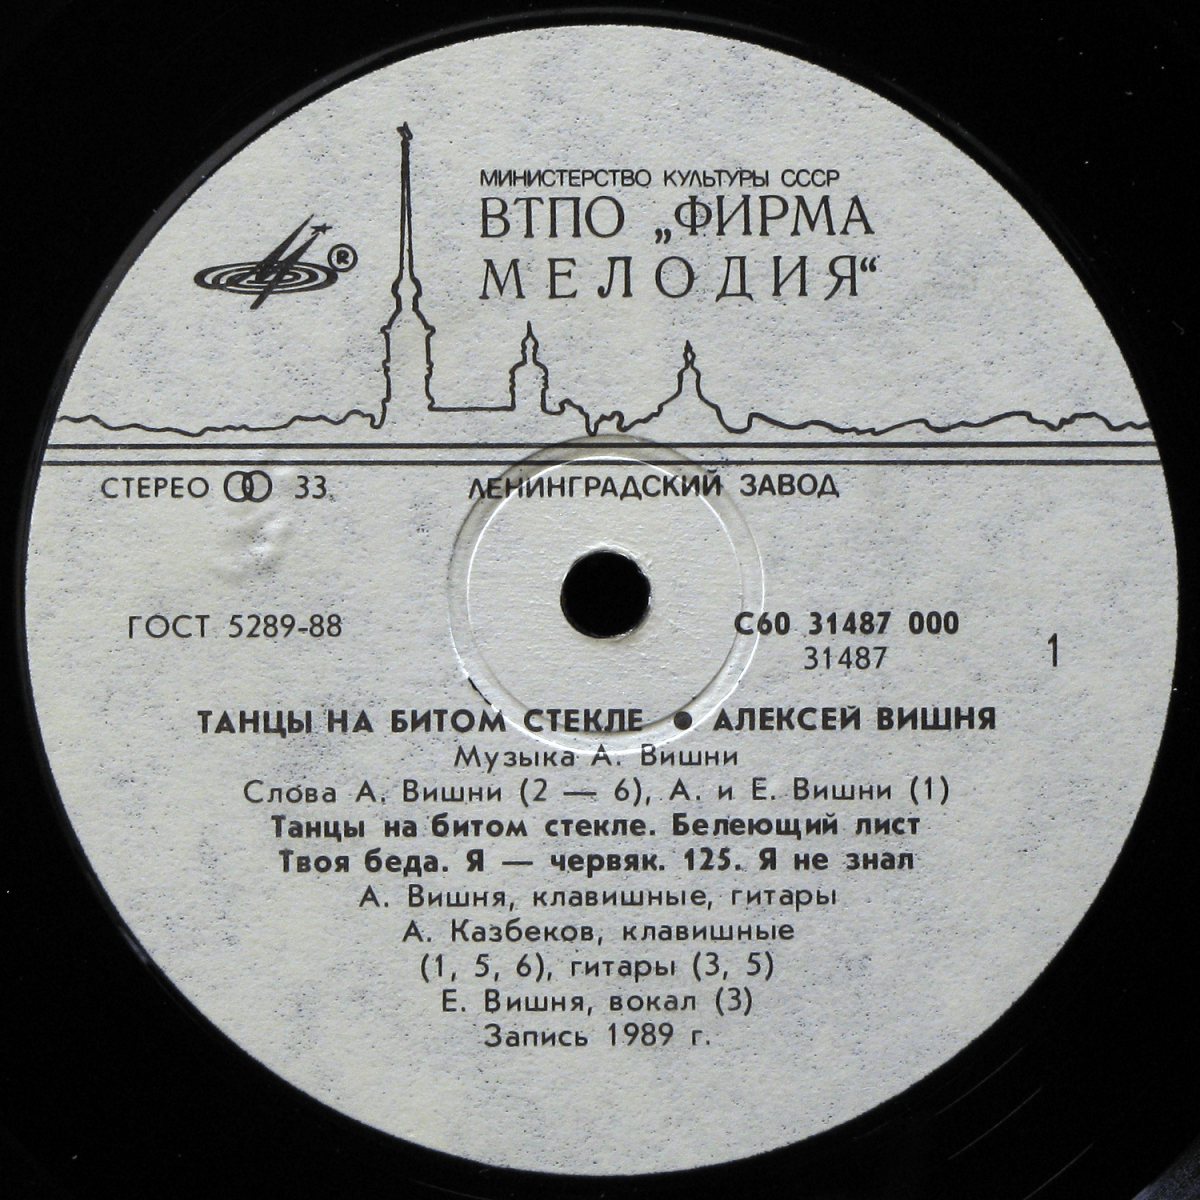 МИНИСТЕРСТВО КУЛЬТУРЫ СССР
ВТПО „ФИРМА
МЕЛОДИЯ“
®
СТЕРЕО 33
ЛЕНИНГРАДСКИЙ ЗАВОД
ГОСТ 5289-88
С60 31487 000
31487
1
ТАНЦЫ НА БИТОМ СТЕКЛЕ ● АЛЕКСЕЙ ВИШНЯ
Музыка А. Вишни
Слова А. Вишни (2 — 6), А. и Е. Вишни (1)
Танцы на битом стекле. Белеющий лист
Твоя беда. Я — червяк. 125. Я не знал
А. Вишня, клавишные, гитары
А. Казбеков, клавишные
(1, 5, 6), гитары (3, 5)
Е. Вишня, вокал (3)
Запись 1989 г.